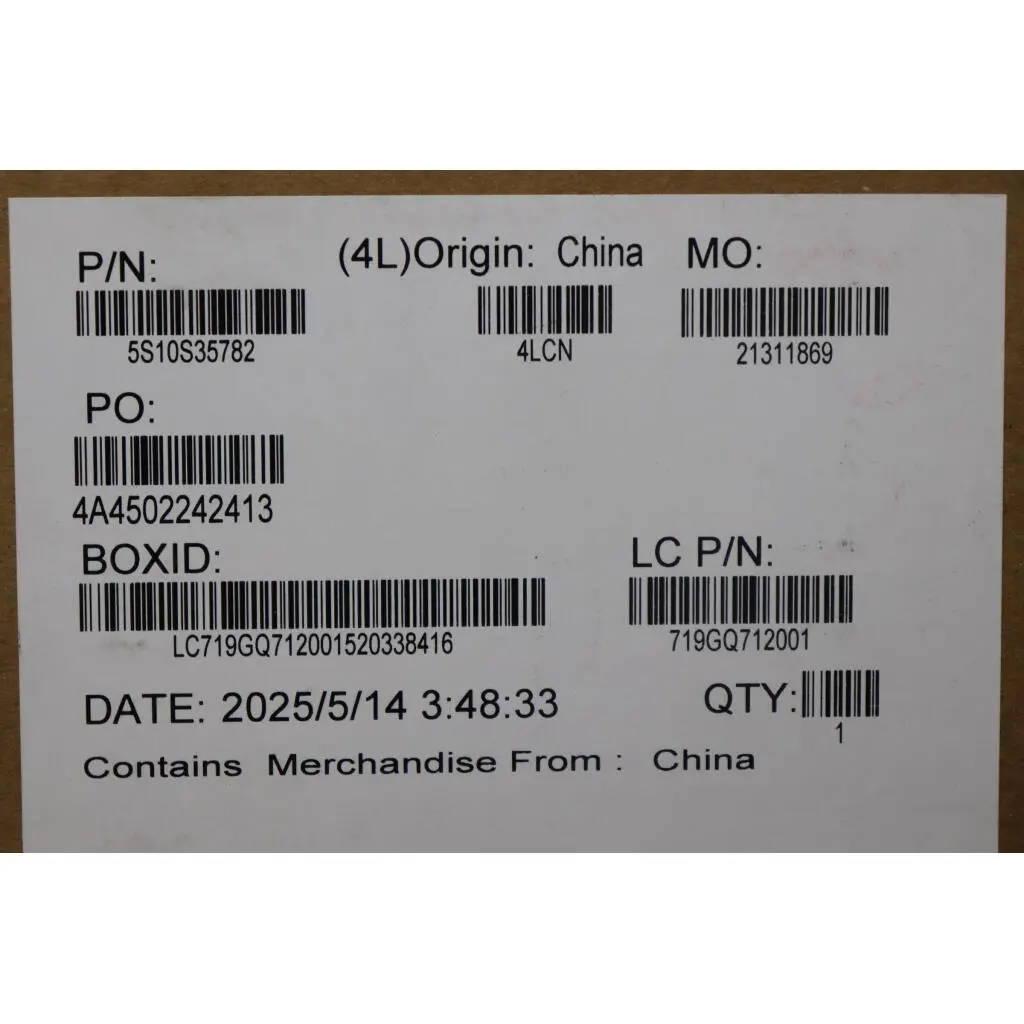 P/N: (4L)Origin: China MO:
5S10S35782 4LCN 21311869
PO:
4A4502242413
BOXID: LC P/N:
LC719GQ712001520338416 719GQ712001
DATE: 2025/5/14 3:48:33 QTY:
1
Contains Merchandise From : China